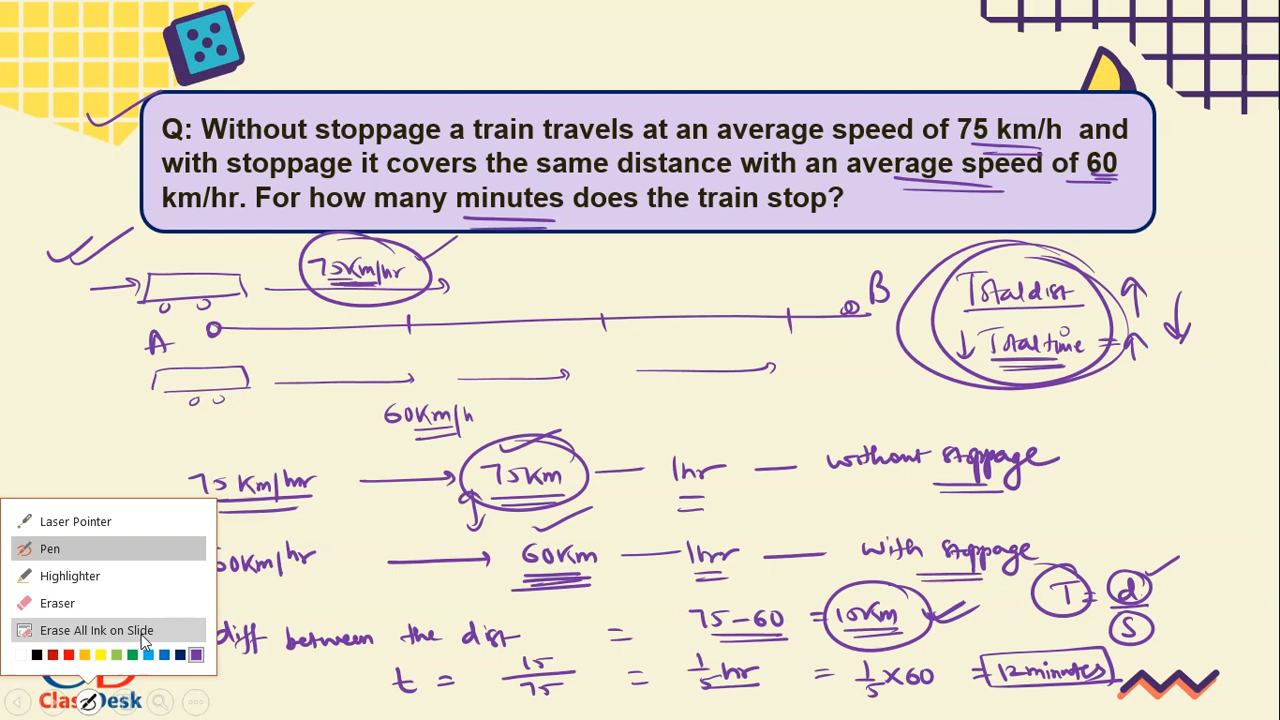 Q: Without stoppage a train travels at an average speed of 75 km/h and
with stoppage it covers the same distance with an average speed of 60
km/hr. For how many minutes does the train stop?
75Km/hr
A
B
Total dist
Total time =
60Km/h
75 Km/hr 75Km 1hr without stoppage
60Km/hr 60Km 1hr with stoppage
T = d/S
diff between the dist = 75-60 = 15Km
t = 15/75 = 1/5 hr = 1/5 x 60 = 12 minutes
Laser Pointer
Pen
Highlighter
Eraser
Erase All Ink on Slide
Desk